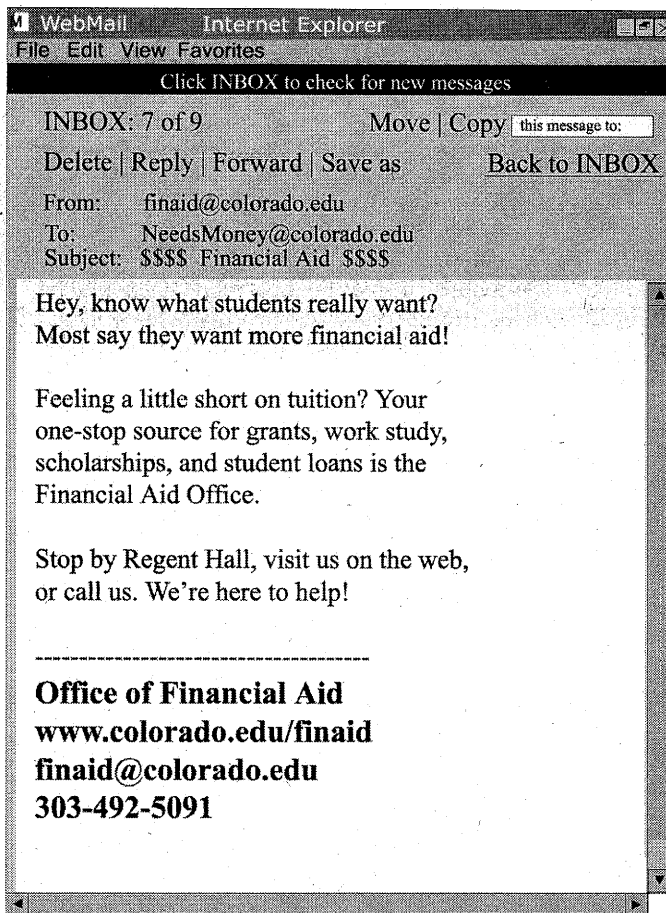 M WebMail Internet Explorer
File Edit View Favorites
Click INBOX to check for new messages
INBOX: 7 of 9 Move | Copy this message to:
Delete | Reply | Forward | Save as Back to INBOX
From: finaid@colorado.edu
To: NeedsMoney@colorado.edu
Subject: $$$$ Financial Aid $$$$
Hey, know what students really want?
Most say they want more financial aid!
Feeling a little short on tuition? Your
one-stop source for grants, work study,
scholarships, and student loans is the
Financial Aid Office.
Stop by Regent Hall, visit us on the web,
or call us. We're here to help!
------------------------------------
Office of Financial Aid
www.colorado.edu/finaid
finaid@colorado.edu
303-492-5091